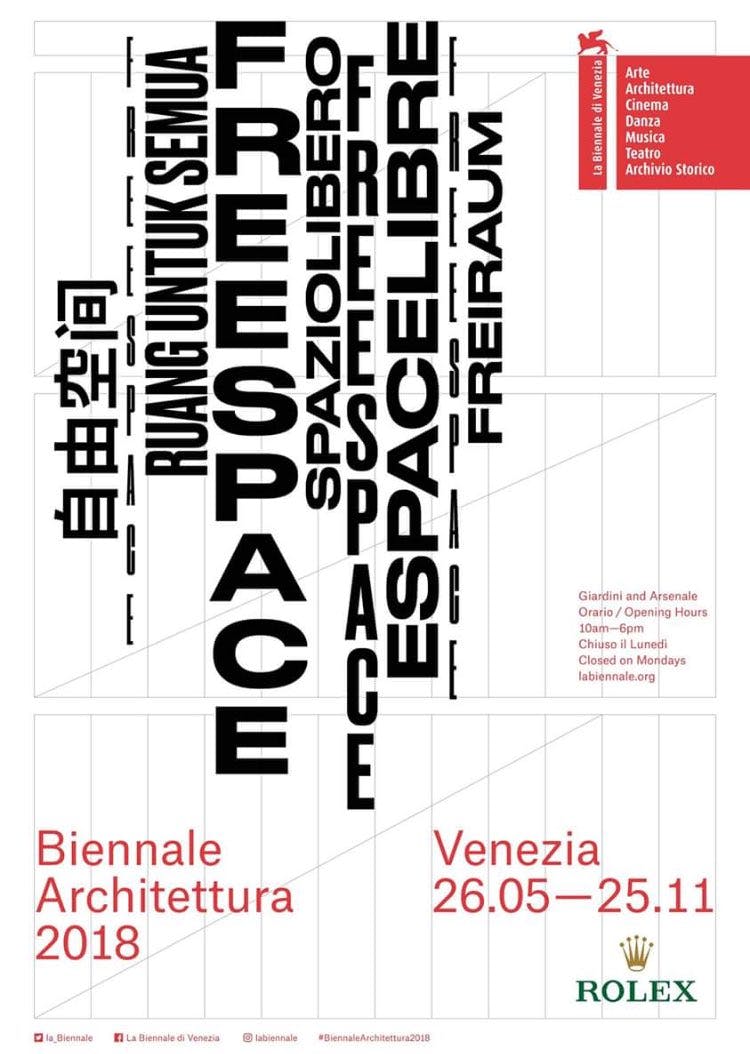 自由空间
FREESPACE
RUANG UNTUK SEMUA
FREESPACE
SPAZIOLIBERO
FREESPACE
ESPACELIBRE
FREESPACE
FREIRAUM
La Biennale di Venezia
Arte
Architettura
Cinema
Danza
Musica
Teatro
Archivio Storico
Giardini and Arsenale
Orario / Opening Hours
10am—6pm
Chiuso il Lunedì
Closed on Mondays
labiennale.org
Biennale
Architettura
2018
Venezia
26.05—25.11
ROLEX
la_Biennale
La Biennale di Venezia
labiennale
#BiennaleArchitettura2018